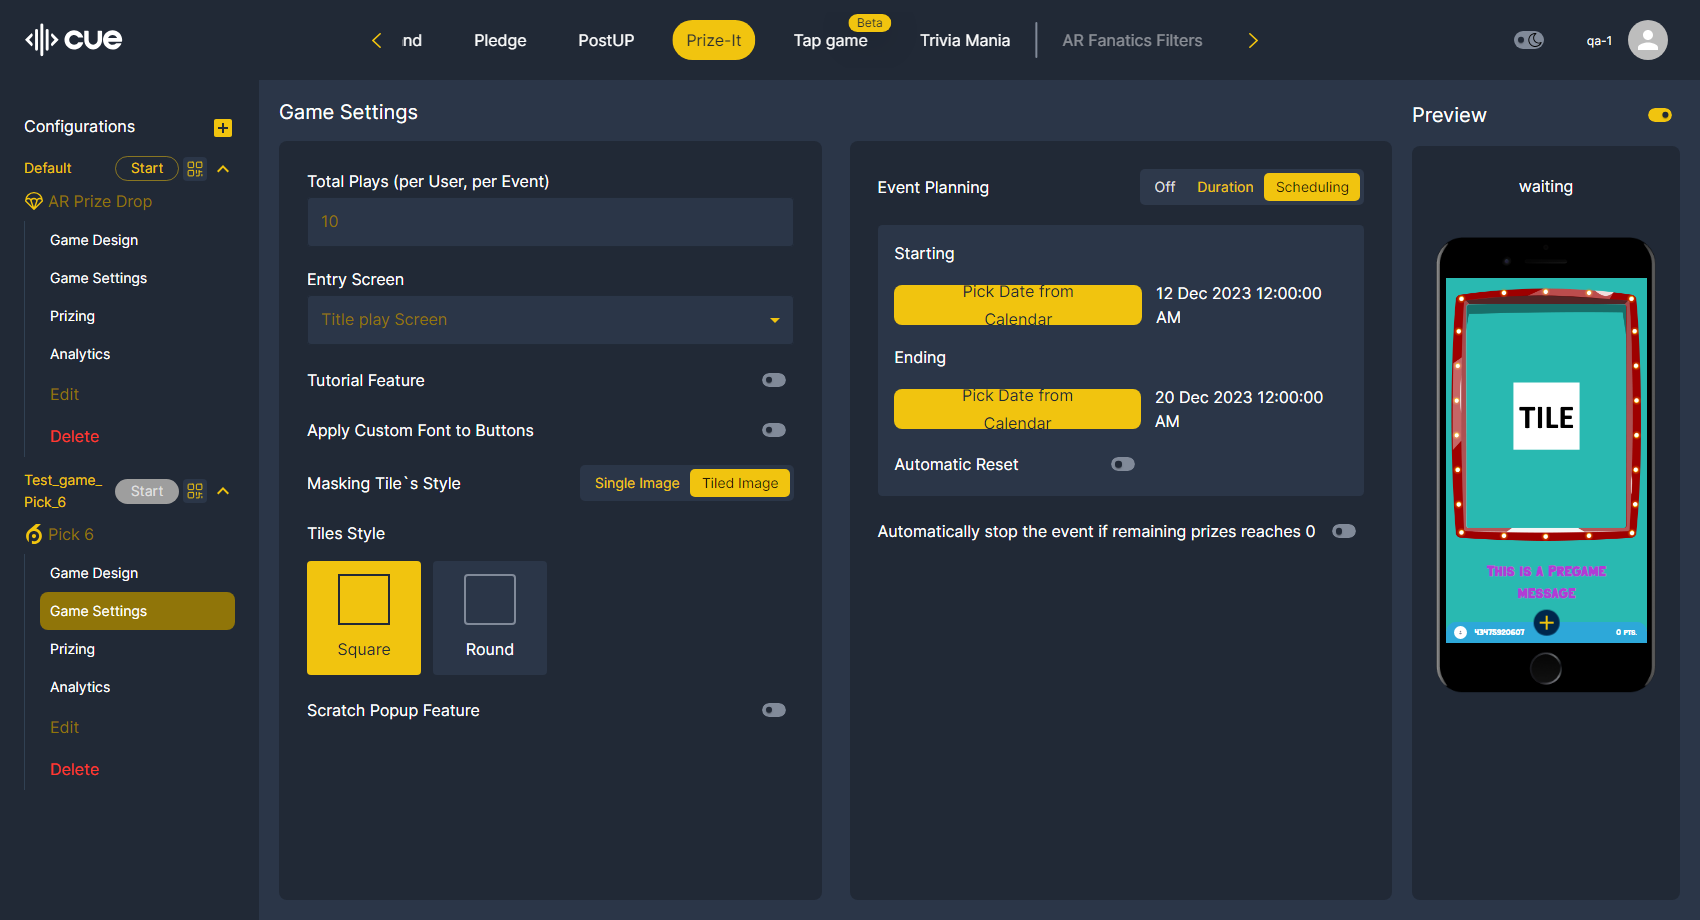 cue
nd
Pledge
PostUP
Prize-It
Beta
Tap game
Trivia Mania
AR Fanatics Filters
qa-1
Configurations
Default
Start
AR Prize Drop
Game Design
Game Settings
Prizing
Analytics
Edit
Delete
Test_game_
Pick_6
Start
Pick 6
Game Design
Game Settings
Prizing
Analytics
Edit
Delete
Game Settings
Total Plays (per User, per Event)
10
Entry Screen
Title play Screen
Tutorial Feature
Apply Custom Font to Buttons
Masking Tile`s Style
Single Image
Tiled Image
Tiles Style
Square
Round
Scratch Popup Feature
Event Planning
Off
Duration
Scheduling
Starting
Pick Date from
Calendar
12 Dec 2023 12:00:00
AM
Ending
Pick Date from
Calendar
20 Dec 2023 12:00:00
AM
Automatic Reset
Automatically stop the event if remaining prizes reaches 0
Preview
waiting
TILE
THIS IS A PREGAME
MESSAGE
43475920607
0 PTS.